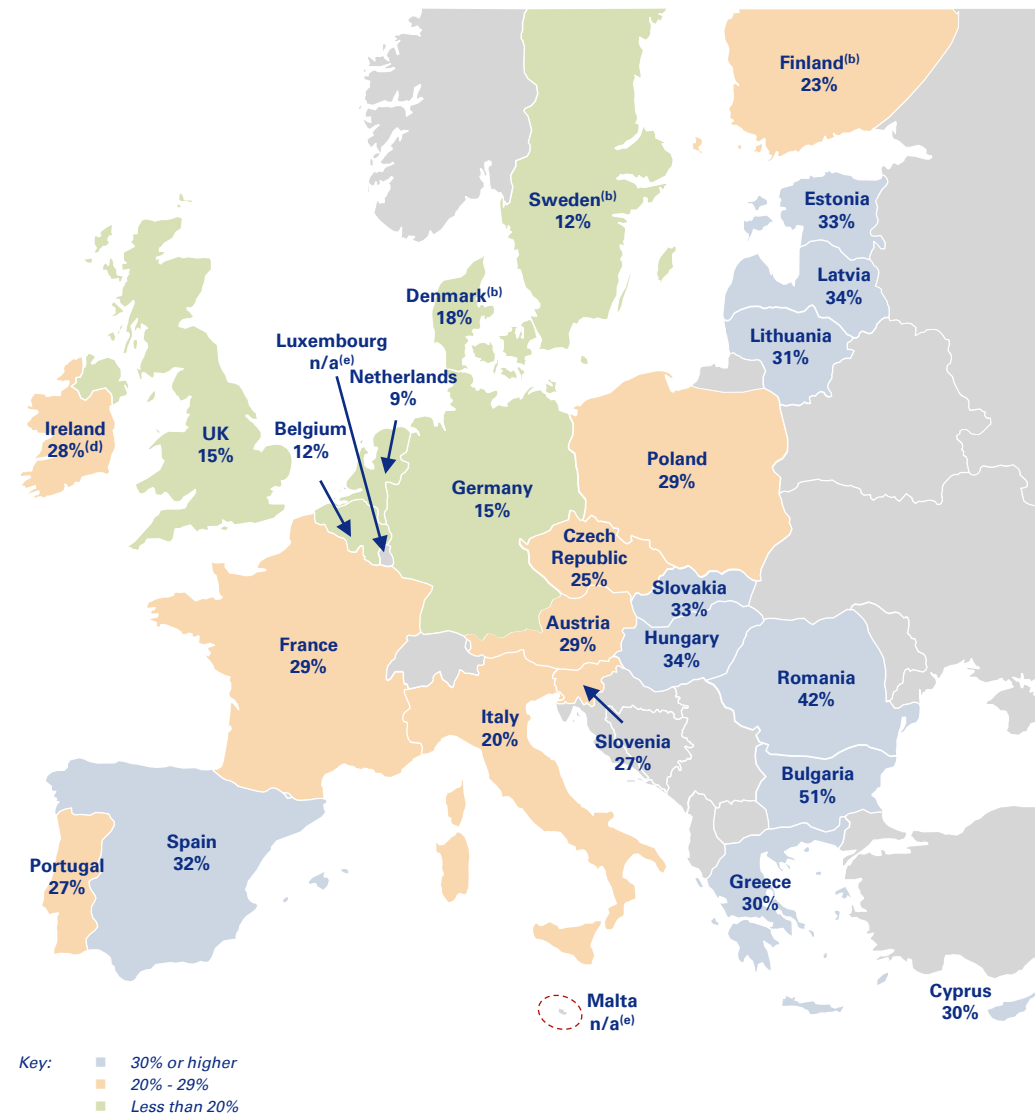 Finland(b)
23%
Sweden(b)
12%
Estonia
33%
Latvia
34%
Lithuania
31%
Denmark(b)
18%
Luxembourg
n/a(e)
Netherlands
9%
Ireland
28%(d)
UK
15%
Belgium
12%
Germany
15%
Poland
29%
Czech
Republic
25%
Slovakia
33%
Austria
29%
Hungary
34%
France
29%
Romania
42%
Italy
20%
Slovenia
27%
Bulgaria
51%
Spain
32%
Portugal
27%
Greece
30%
Cyprus
30%
Malta
n/a(e)
Key:
30% or higher
20% - 29%
Less than 20%